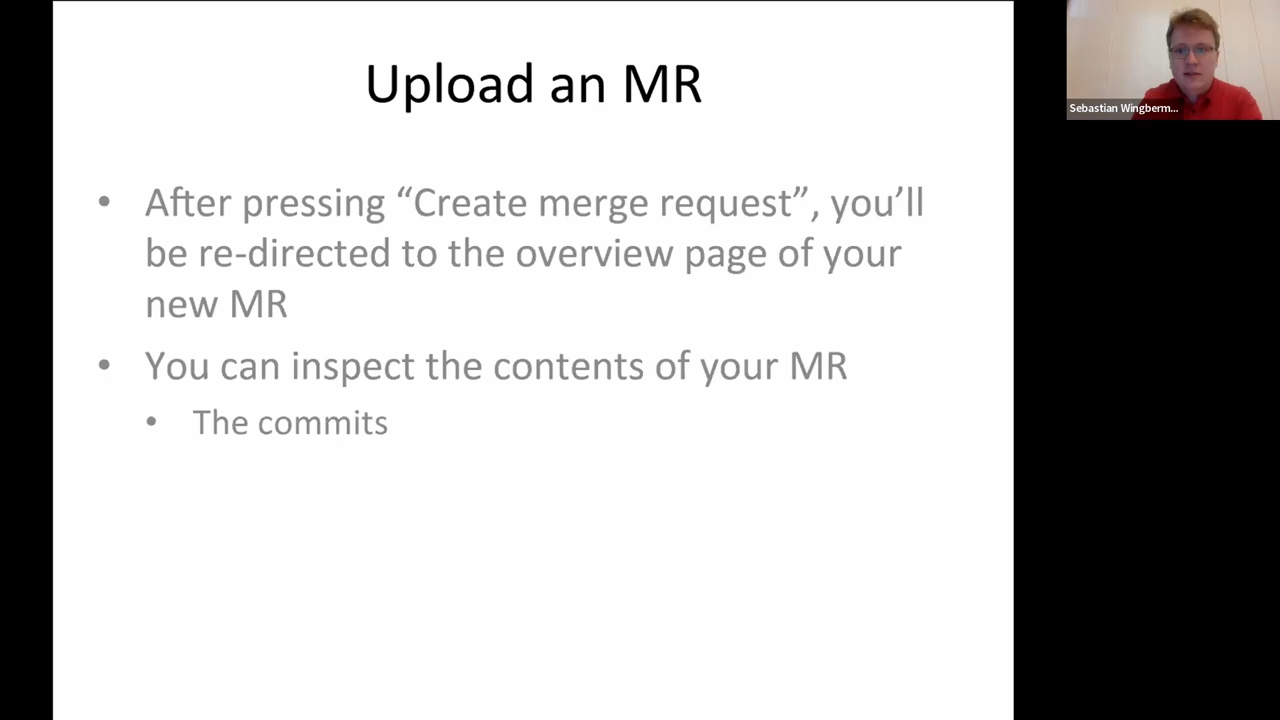 Upload an MR
Sebastian Wingberm...
• After pressing “Create merge request”, you’ll
be re-directed to the overview page of your
new MR
• You can inspect the contents of your MR
• The commits